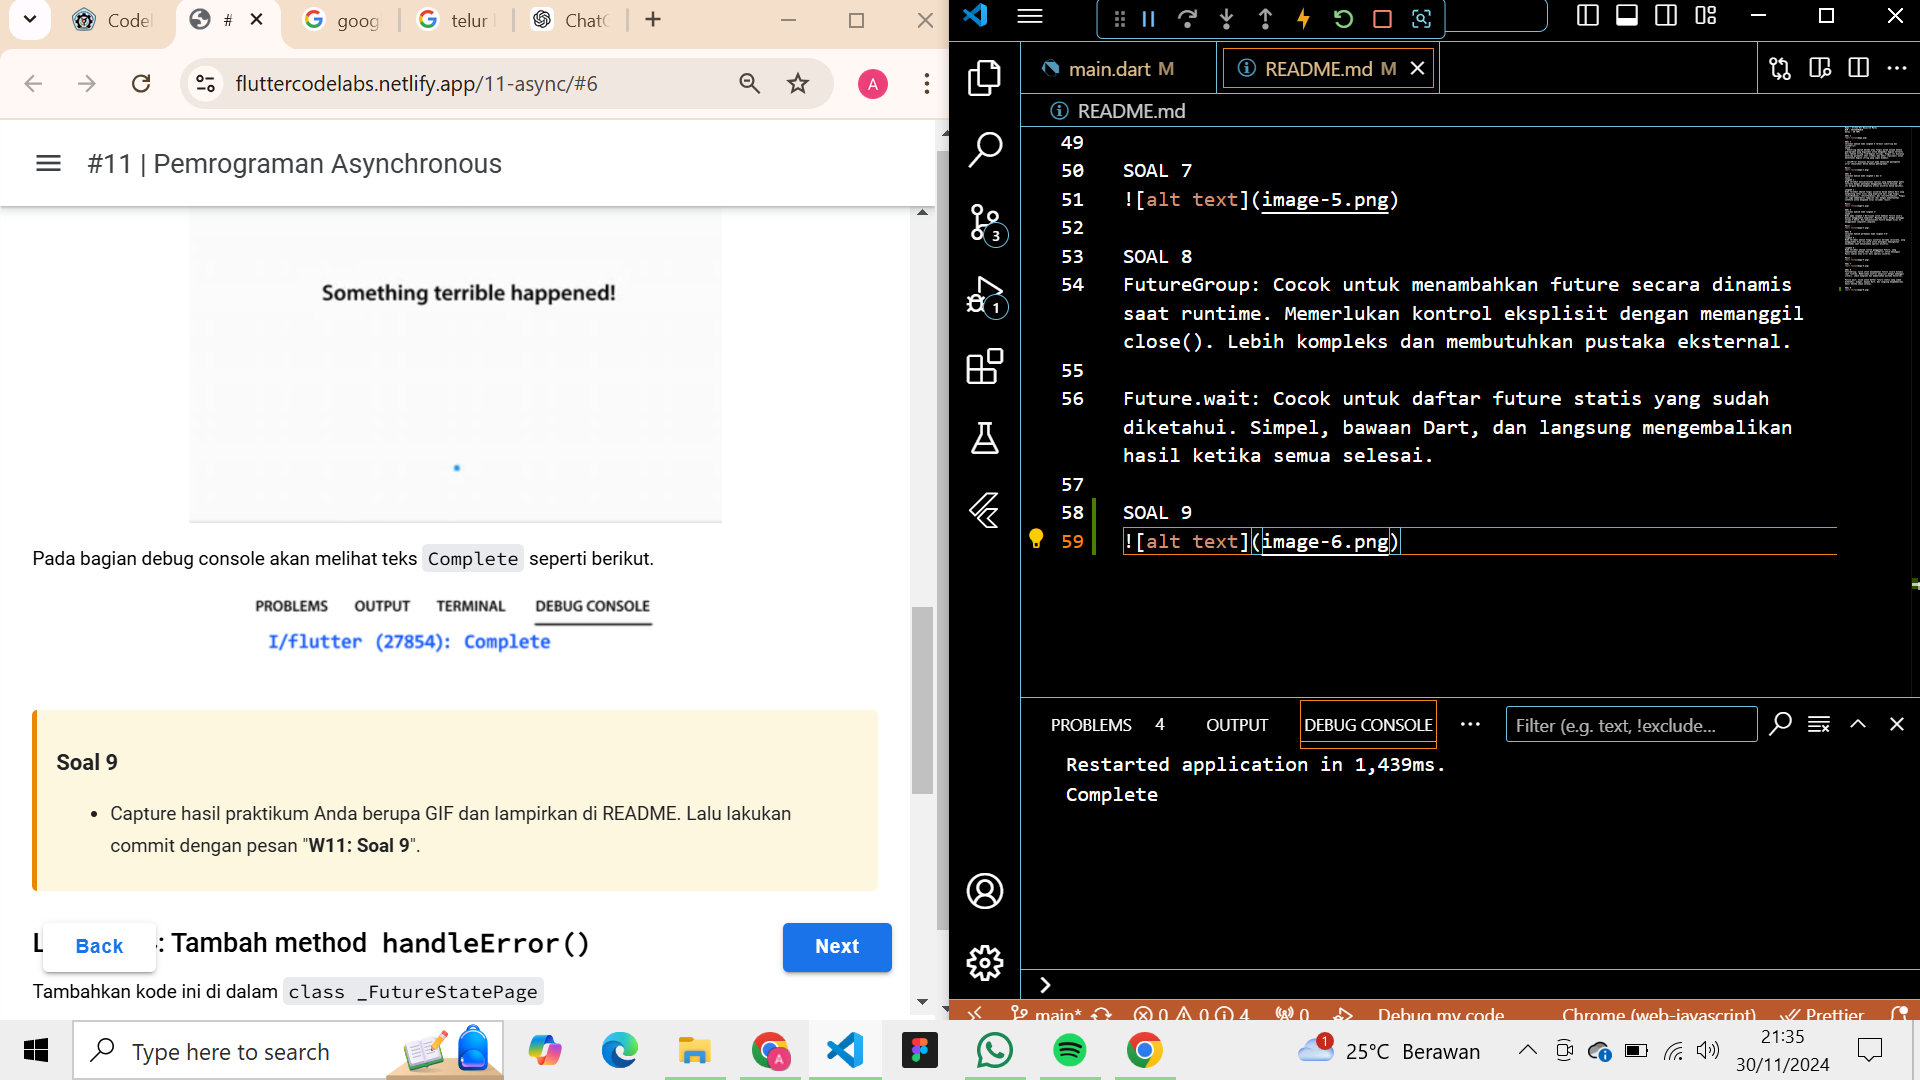 Codel
#
goog
telur
ChatG
fluttercodelabs.netlify.app/11-async/#6
A
#11 | Pemrograman Asynchronous
Something terrible happened!
Pada bagian debug console akan melihat teks Complete seperti berikut.
PROBLEMS OUTPUT TERMINAL DEBUG CONSOLE
I/flutter (27854): Complete
Soal 9
• Capture hasil praktikum Anda berupa GIF dan lampirkan di README. Lalu lakukan
commit dengan pesan "W11: Soal 9".
Back
: Tambah method handleError()
Next
Tambahkan kode ini di dalam class _FutureStatePage
main.dart M
README.md M
README.md
3
1
49
50 SOAL 7
51 ![alt text](image-5.png)
52
53 SOAL 8
54 FutureGroup: Cocok untuk menambahkan future secara dinamis
saat runtime. Memerlukan kontrol eksplisit dengan memanggil
close(). Lebih kompleks dan membutuhkan pustaka eksternal.
55
56 Future.wait: Cocok untuk daftar future statis yang sudah
diketahui. Simpel, bawaan Dart, dan langsung mengembalikan
hasil ketika semua selesai.
57
58 SOAL 9
59 ![alt text](image-6.png)
PROBLEMS 4 OUTPUT DEBUG CONSOLE ··· Filter (e.g. text, !exclude...
Restarted application in 1,439ms.
Complete
main* 0 0 4 0 Debug my code Chrome (web-javascript) Prettier
Type here to search
A
1
25°C Berawan
21:35
30/11/2024